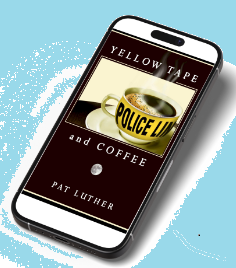 YELLOW TAPE
POLICE LI
and COFFEE
PAT LUTHER